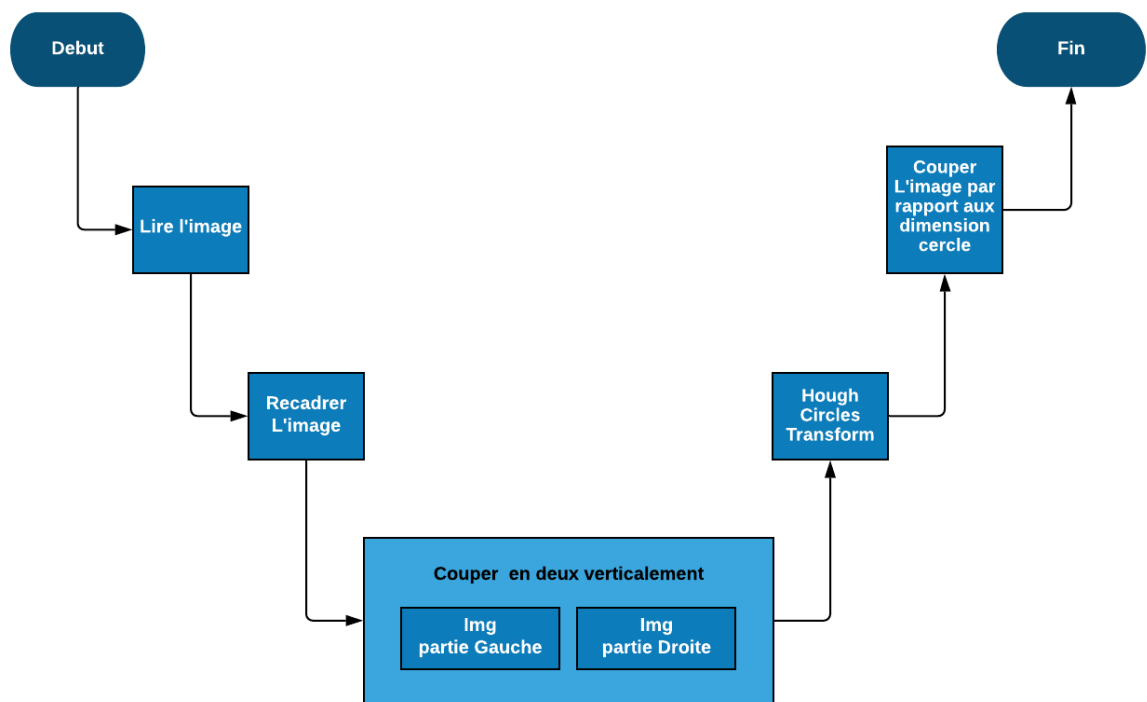 Debut
Lire l'image
Recadrer
L'image
Couper en deux verticalement
Img
partie Gauche
Img
partie Droite
Hough
Circles
Transform
Couper
L'image par
rapport aux
dimension
cercle
Fin